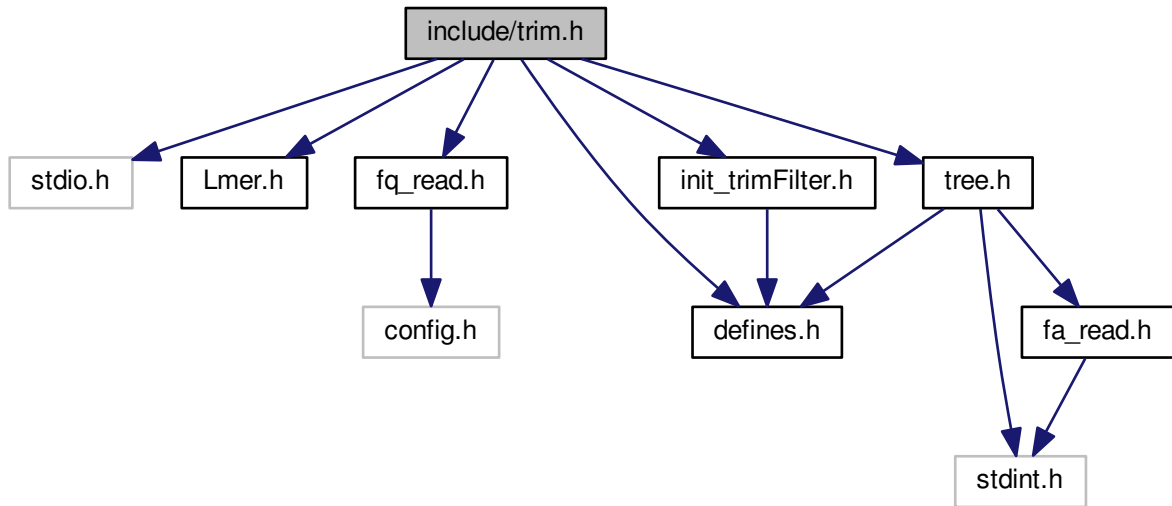 include/trim.h
stdio.h
Lmer.h
fq_read.h
init_trimFilter.h
tree.h
config.h
defines.h
fa_read.h
stdint.h